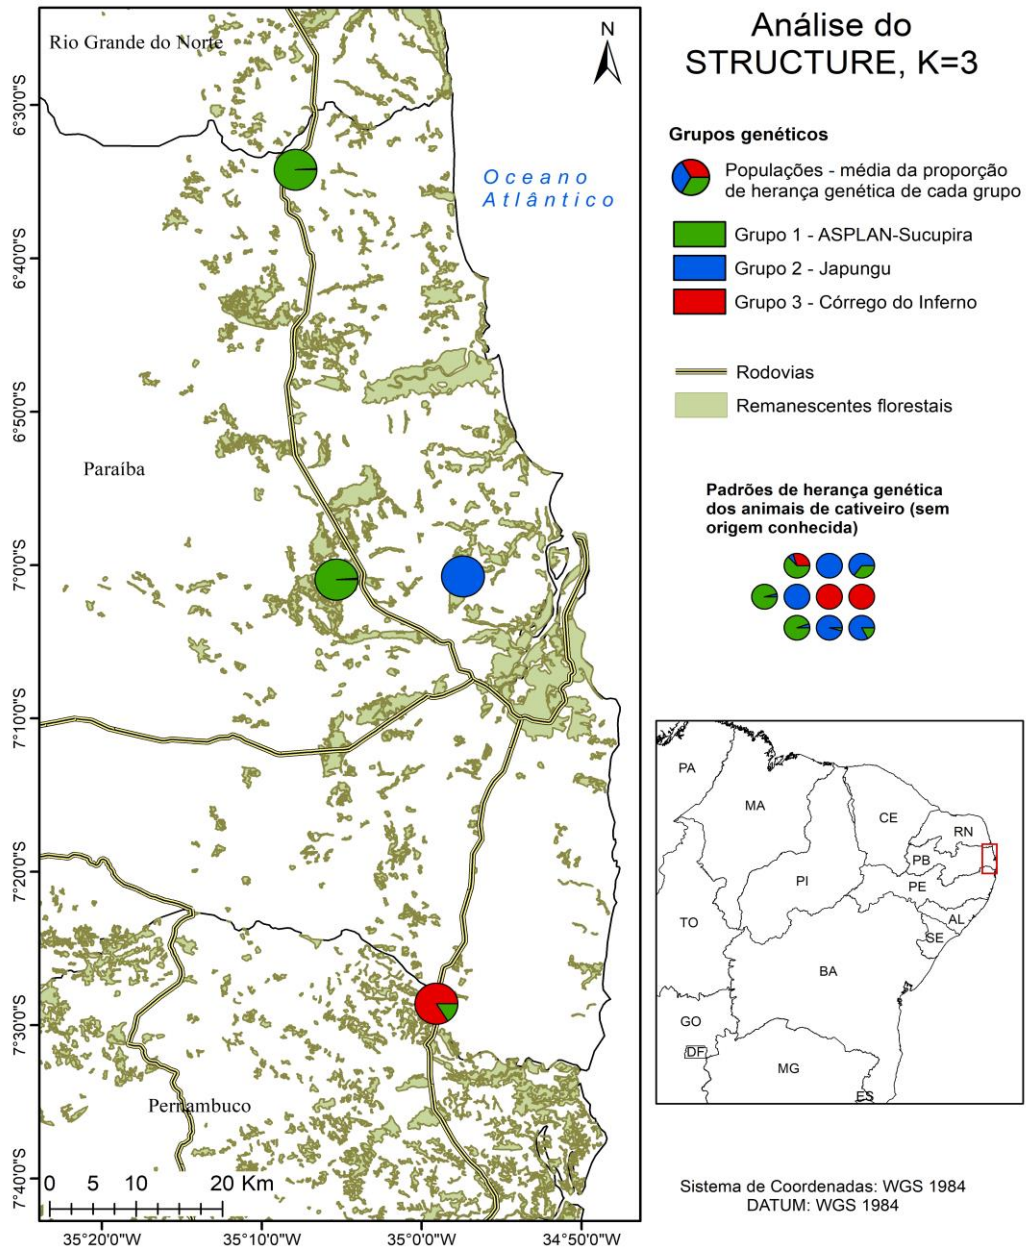 Análise do
STRUCTURE, K=3
Grupos genéticos
Populações - média da proporção
de herança genética de cada grupo
Grupo 1 - ASPLAN-Sucupira
Grupo 2 - Japungu
Grupo 3 - Córrego do Inferno
Rodovias
Remanescentes florestais
Padrões de herança genética
dos animais de cativeiro (sem
origem conhecida)
Rio Grande do Norte
N
Oceano
Atlântico
Paraíba
Pernambuco
6°30'0"S
6°40'0"S
6°50'0"S
7°0'0"S
7°10'0"S
7°20'0"S
7°30'0"S
7°40'0"S
0 5 10 20 Km
35°20'0"W 35°10'0"W 35°0'0"W 34°50'0"W
PA
MA
CE
RN
PB
PI
PE
TO
AL
SE
BA
GO
DF
MG
ES
Sistema de Coordenadas: WGS 1984
DATUM: WGS 1984